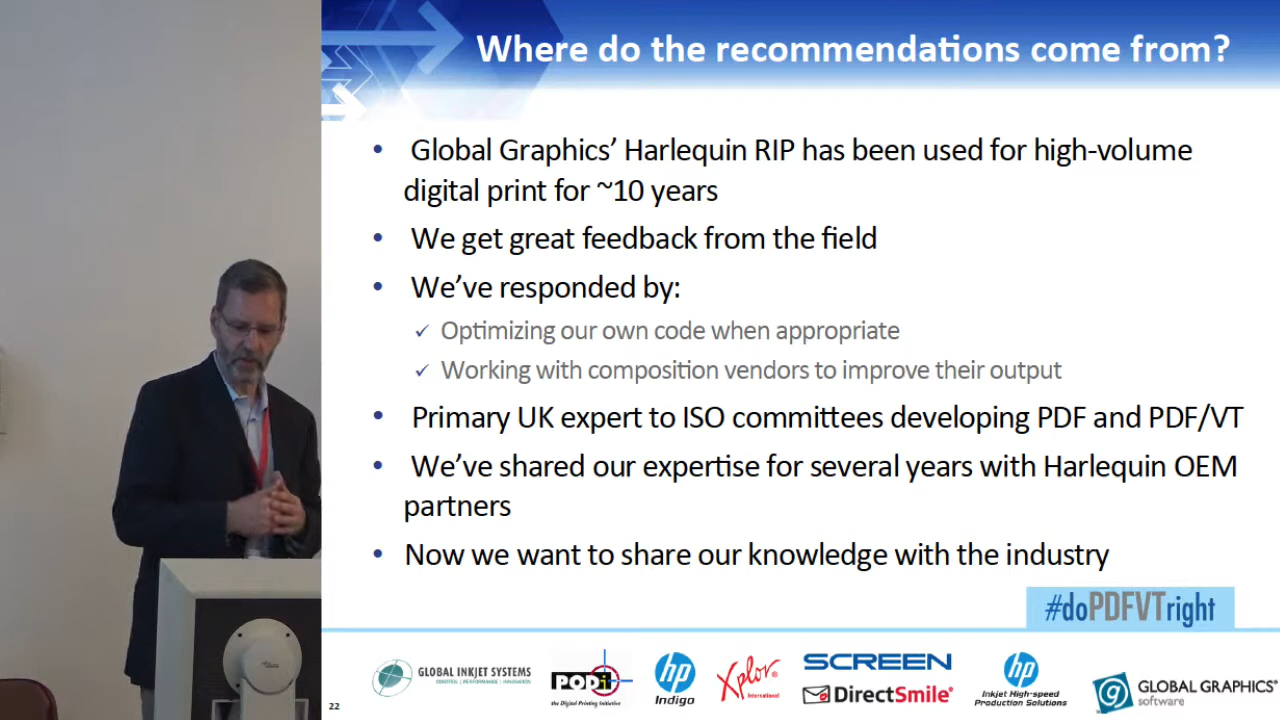 Where do the recommendations come from?
• Global Graphics’ Harlequin RIP has been used for high-volume
digital print for ~10 years
• We get great feedback from the field
• We’ve responded by:
✓ Optimizing our own code when appropriate
✓ Working with composition vendors to improve their output
• Primary UK expert to ISO committees developing PDF and PDF/VT
• We’ve shared our expertise for several years with Harlequin OEM
partners
• Now we want to share our knowledge with the industry
#doPDFVTright
GLOBAL INKJET SYSTEMS
CONTROL | PERFORMANCE | INNOVATION
PODi
the Digital Printing Initiative
hp
Indigo
Xplor
International
SCREEN
DirectSmile
hp
Inkjet High-speed
Production Solutions
GLOBAL GRAPHICS
software
22